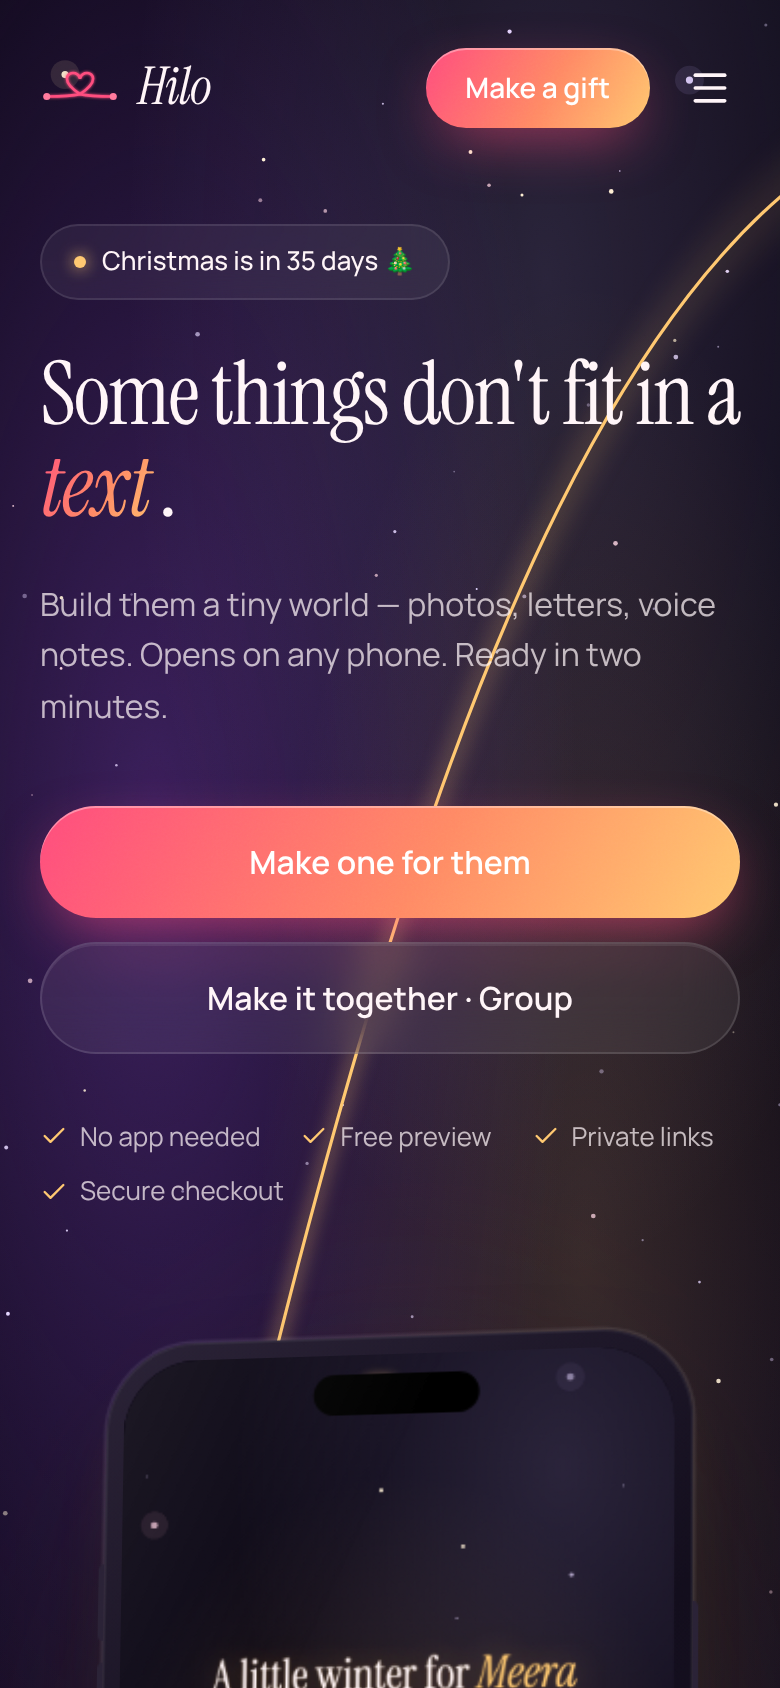 Hilo
Make a gift
Christmas is in 35 days 🎄
Some things don't fit in a
text.
Build them a tiny world — photos, letters, voice
notes. Opens on any phone. Ready in two
minutes.
Make one for them
Make it together · Group
No app needed
Free preview
Private links
Secure checkout
A little winter for Meera